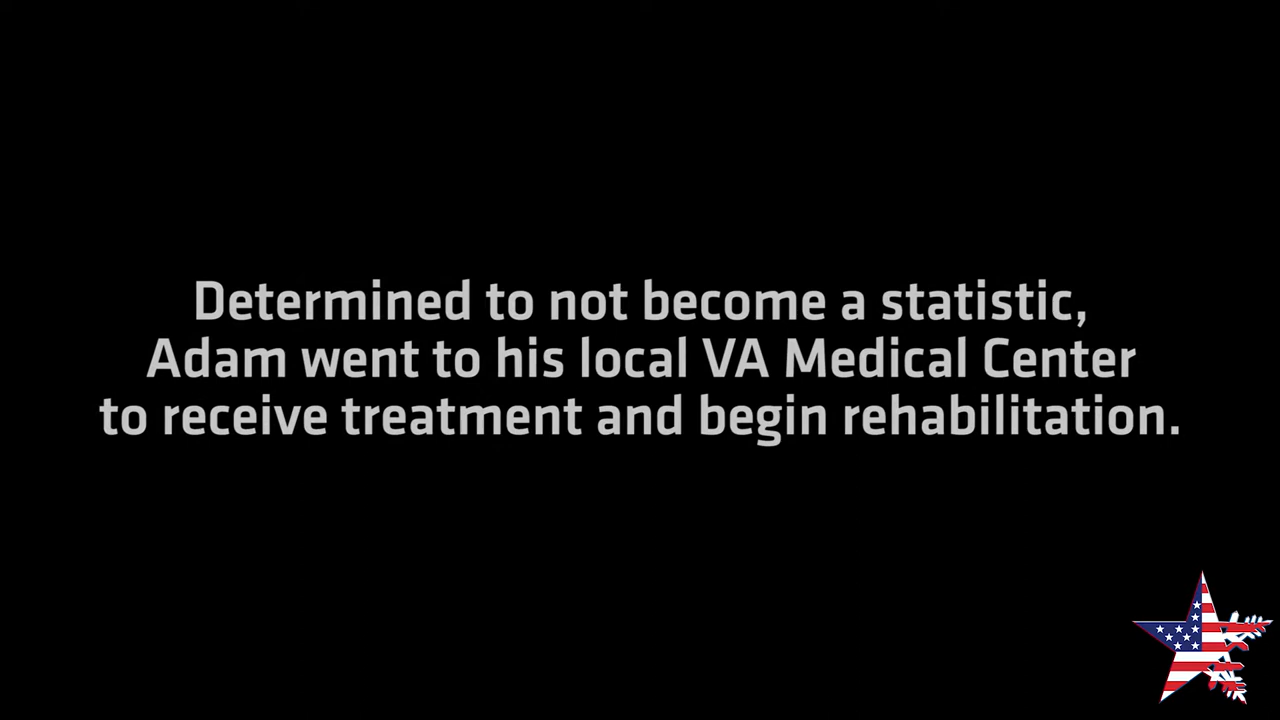 Determined to not become a statistic,
Adam went to his local VA Medical Center
to receive treatment and begin rehabilitation.